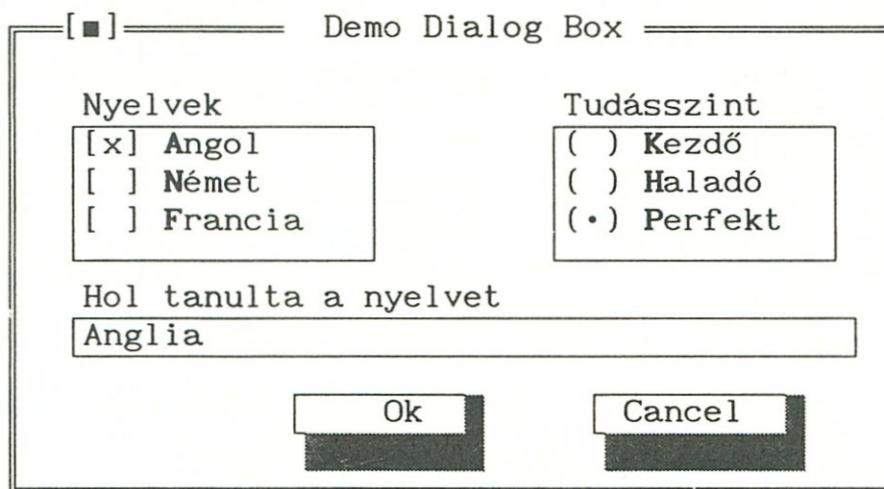 [■] Demo Dialog Box
Nyelvek Tudásszint
[x] Angol ( ) Kezdő
[ ] Német ( ) Haladó
[ ] Francia (•) Perfekt
Hol tanulta a nyelvet
Anglia
Ok Cancel